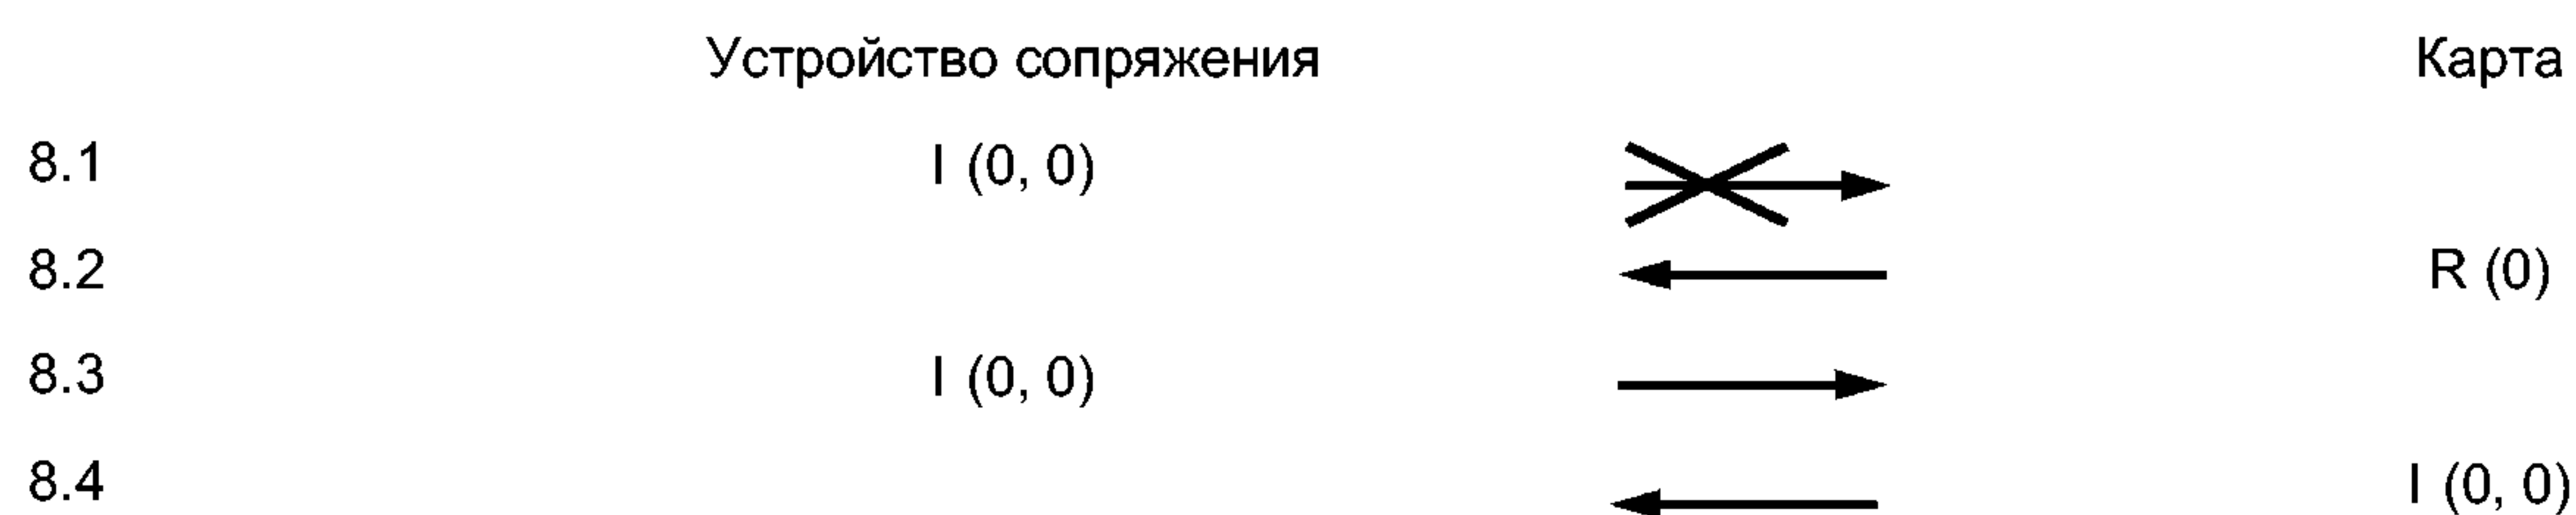 Устройство сопряжения Карта
8.1 I (0, 0)
8.2 R (0)
8.3 I (0, 0)
8.4 I (0, 0)